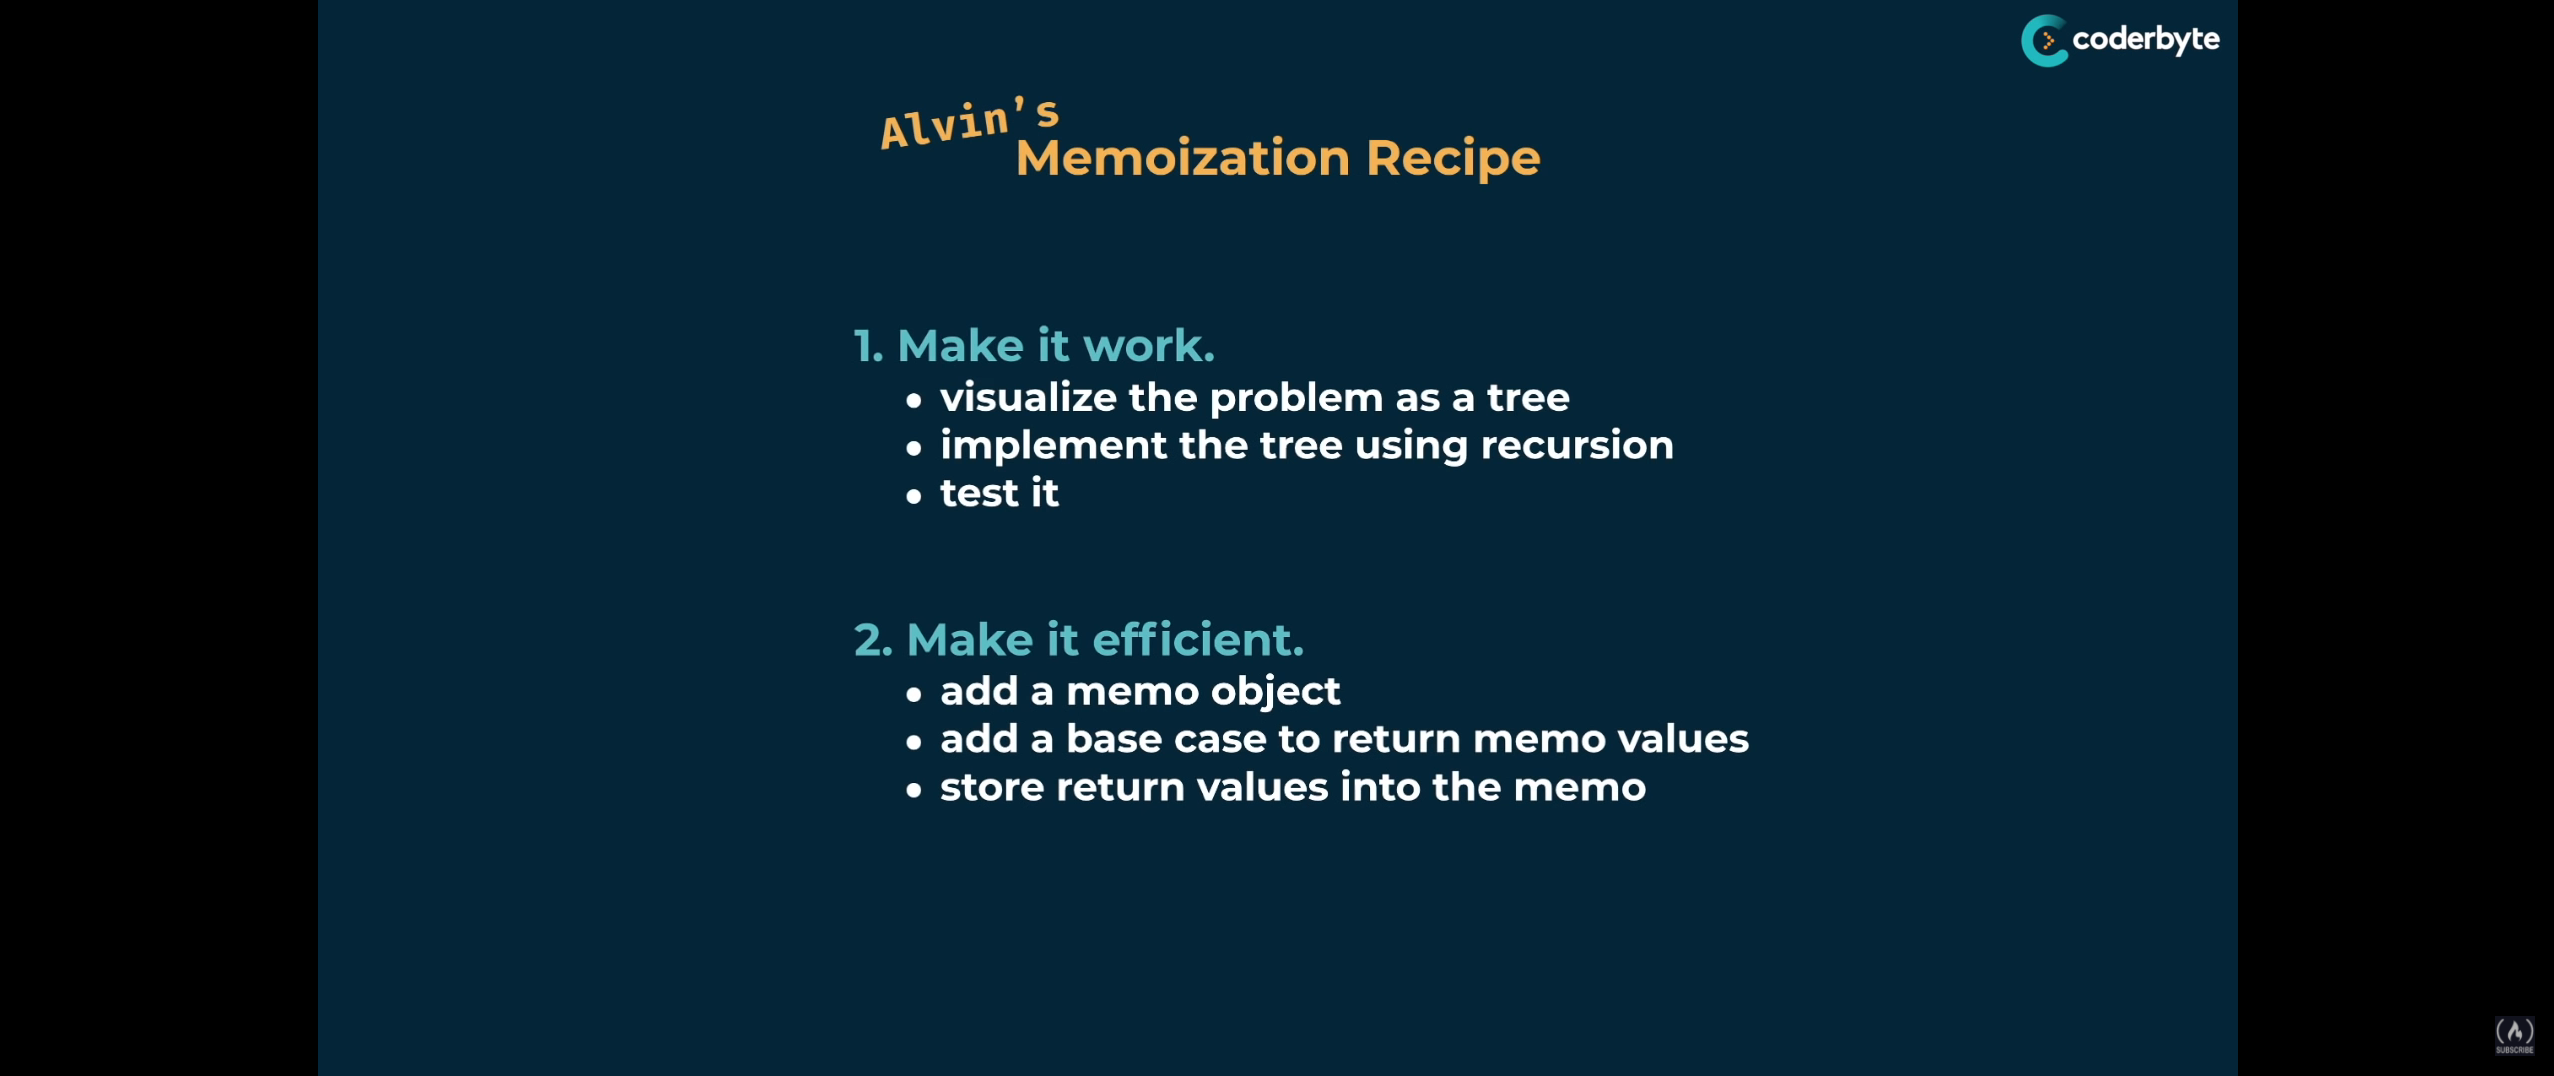 coderbyte
Alvin's
Memoization Recipe
1. Make it work.
• visualize the problem as a tree
• implement the tree using recursion
• test it
2. Make it efficient.
• add a memo object
• add a base case to return memo values
• store return values into the memo
SUBSCRIBE